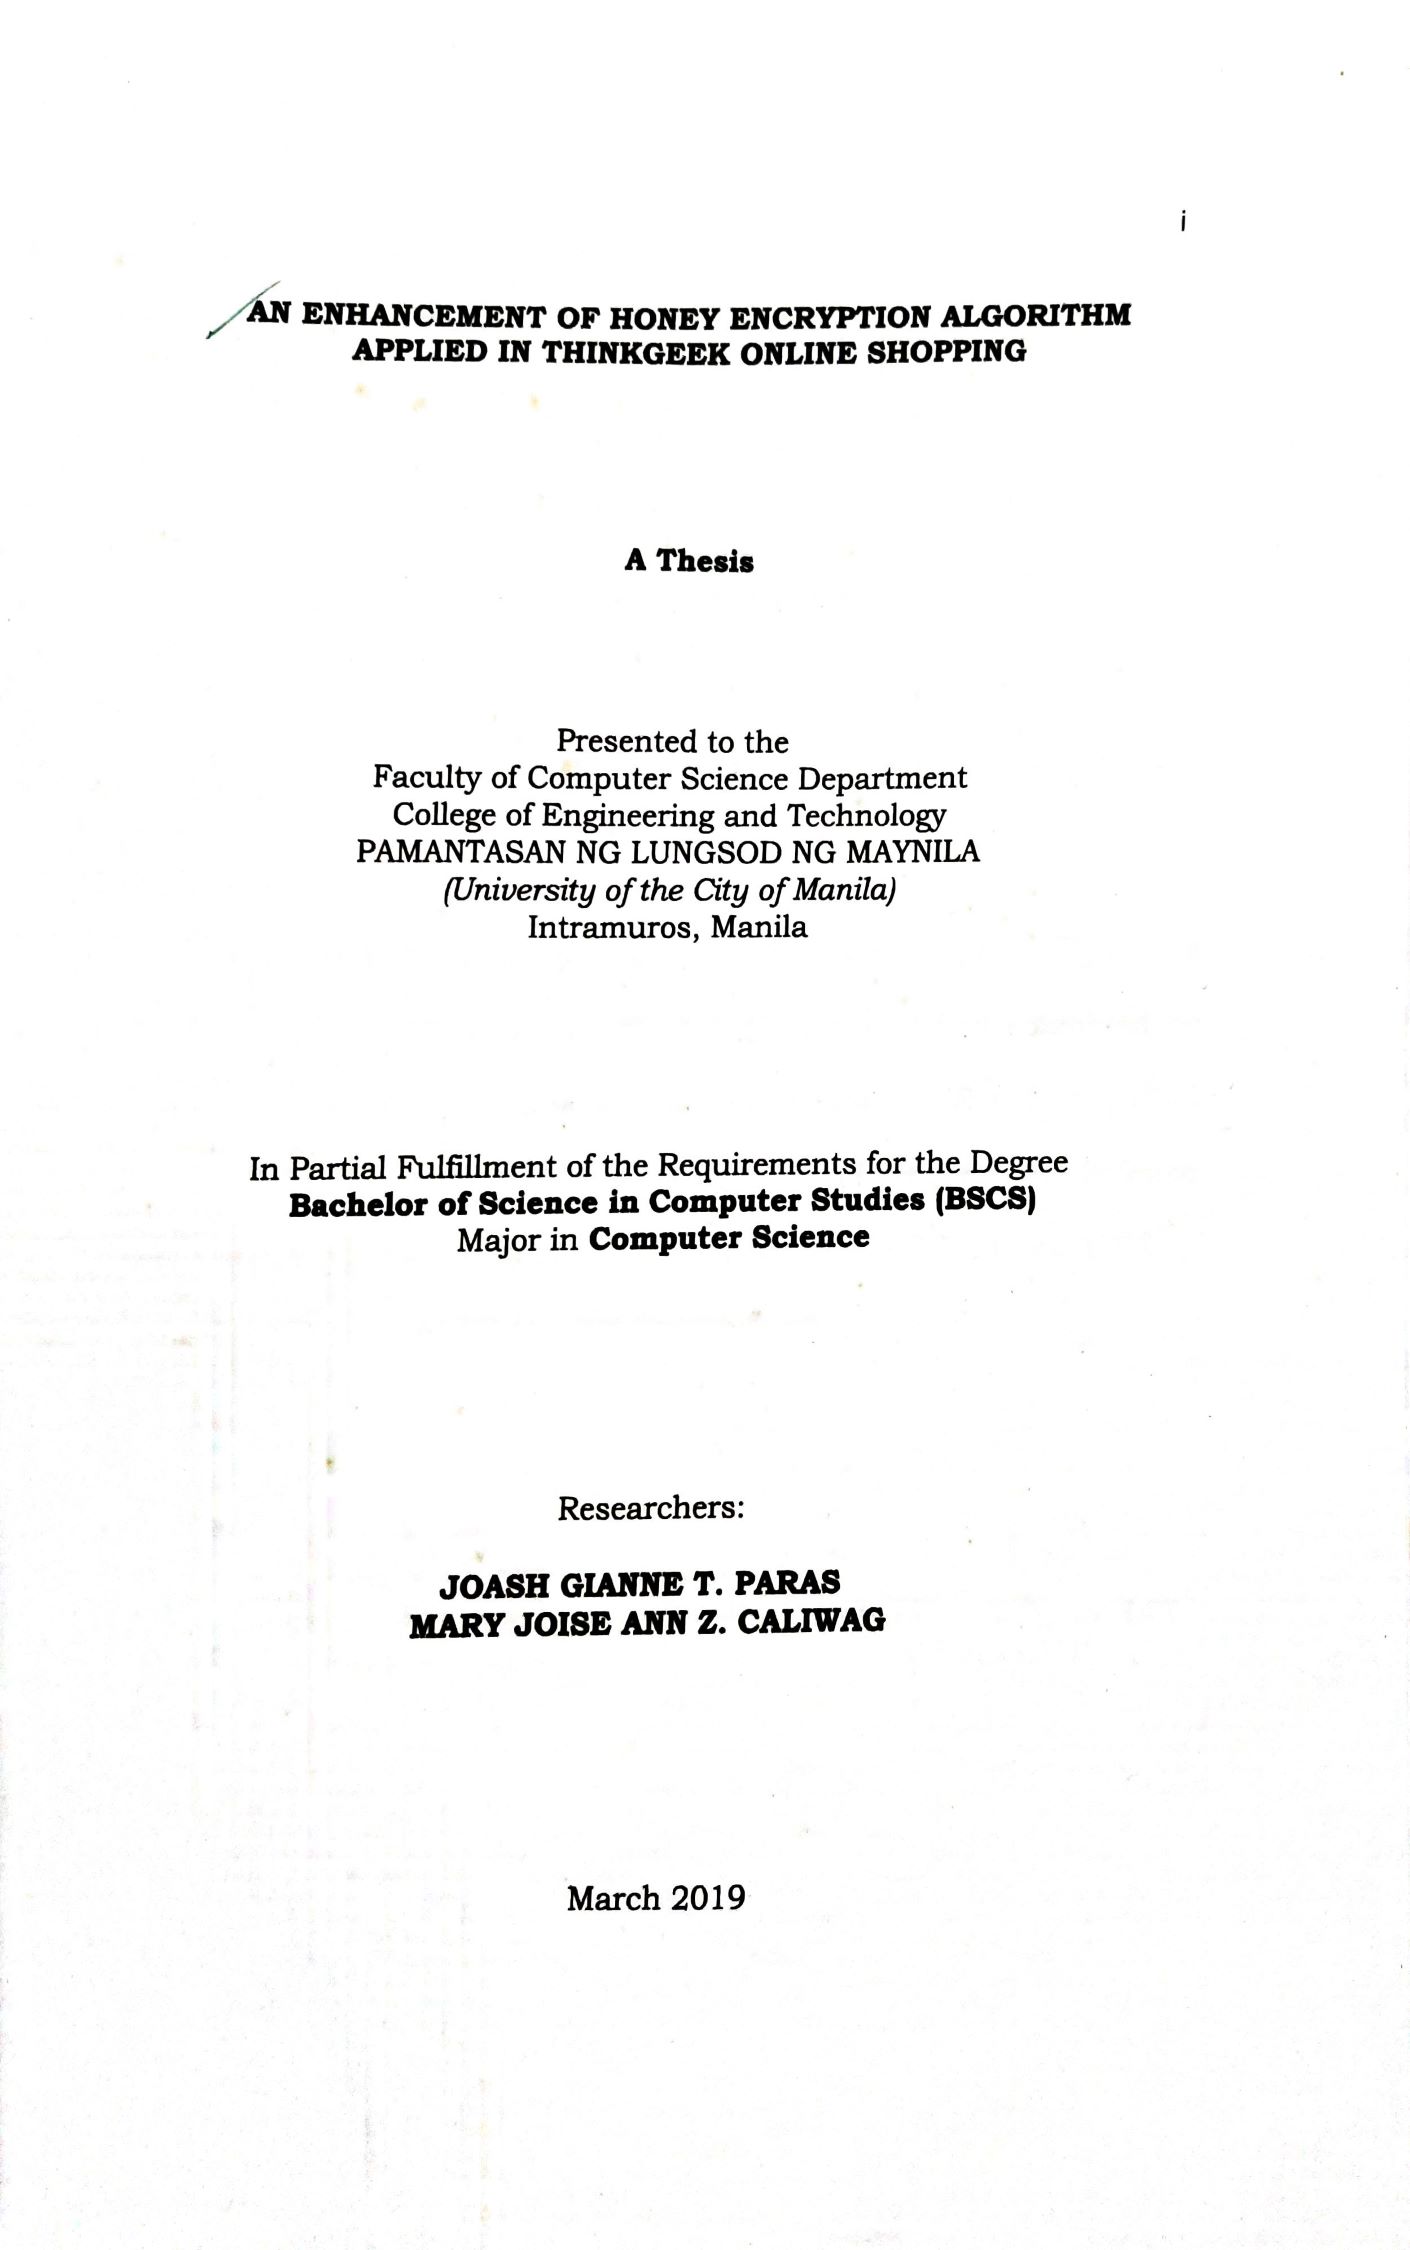 i
AN ENHANCEMENT OF HONEY ENCRYPTION ALGORITHM
APPLIED IN THINKGEEK ONLINE SHOPPING
A Thesis
Presented to the
Faculty of Computer Science Department
College of Engineering and Technology
PAMANTASAN NG LUNGSOD NG MAYNILA
(University of the City of Manila)
Intramuros, Manila
In Partial Fulfillment of the Requirements for the Degree
Bachelor of Science in Computer Studies (BSCS)
Major in Computer Science
Researchers:
JOASH GIANNE T. PARAS
MARY JOISE ANN Z. CALIWAG
March 2019